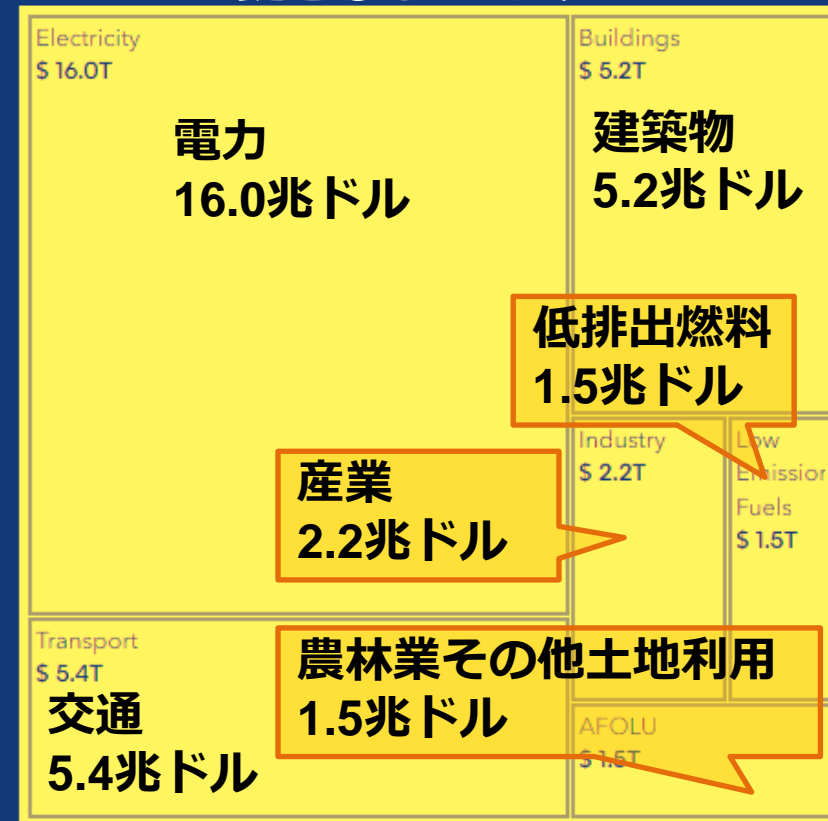 Electricity
$ 16.0T
電力
16.0兆ドル
Buildings
$ 5.2T
建築物
5.2兆ドル
低排出燃料
1.5兆ドル
Industry
$ 2.2T
Low
Emission
Fuels
$ 1.5T
産業
2.2兆ドル
Transport
$ 5.4T
交通
5.4兆ドル
農林業その他土地利用
1.5兆ドル
AFOLU
$ 1.5T